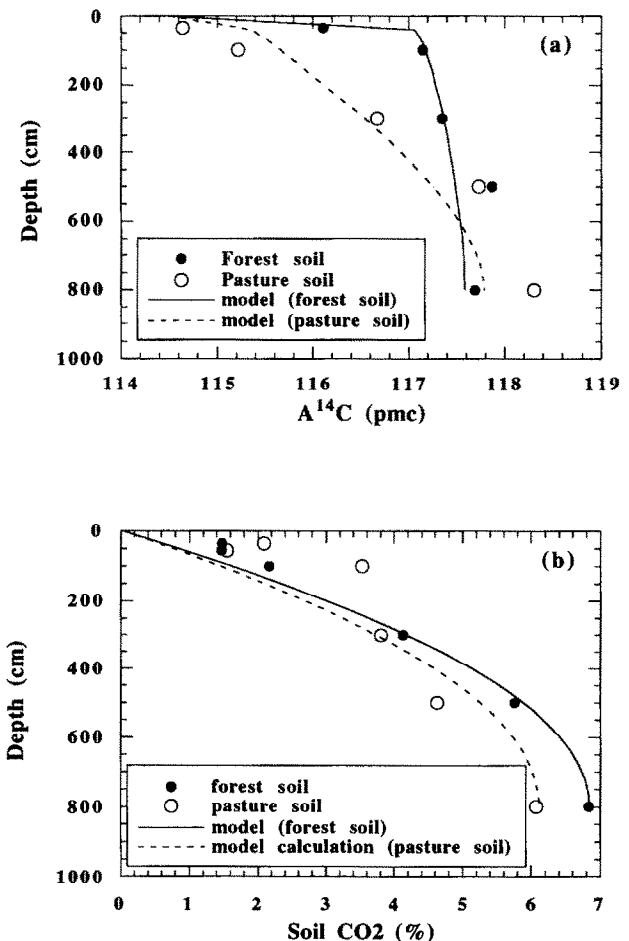 0
200
400
600
800
1000
Depth (cm)
(a)
Forest soil
Pasture soil
model (forest soil)
model (pasture soil)
114 115 116 117 118 119
A¹⁴C (pmc)
0
200
400
600
800
1000
Depth (cm)
(b)
forest soil
pasture soil
model (forest soil)
model calculation (pasture soil)
0 1 2 3 4 5 6 7
Soil CO2 (%)